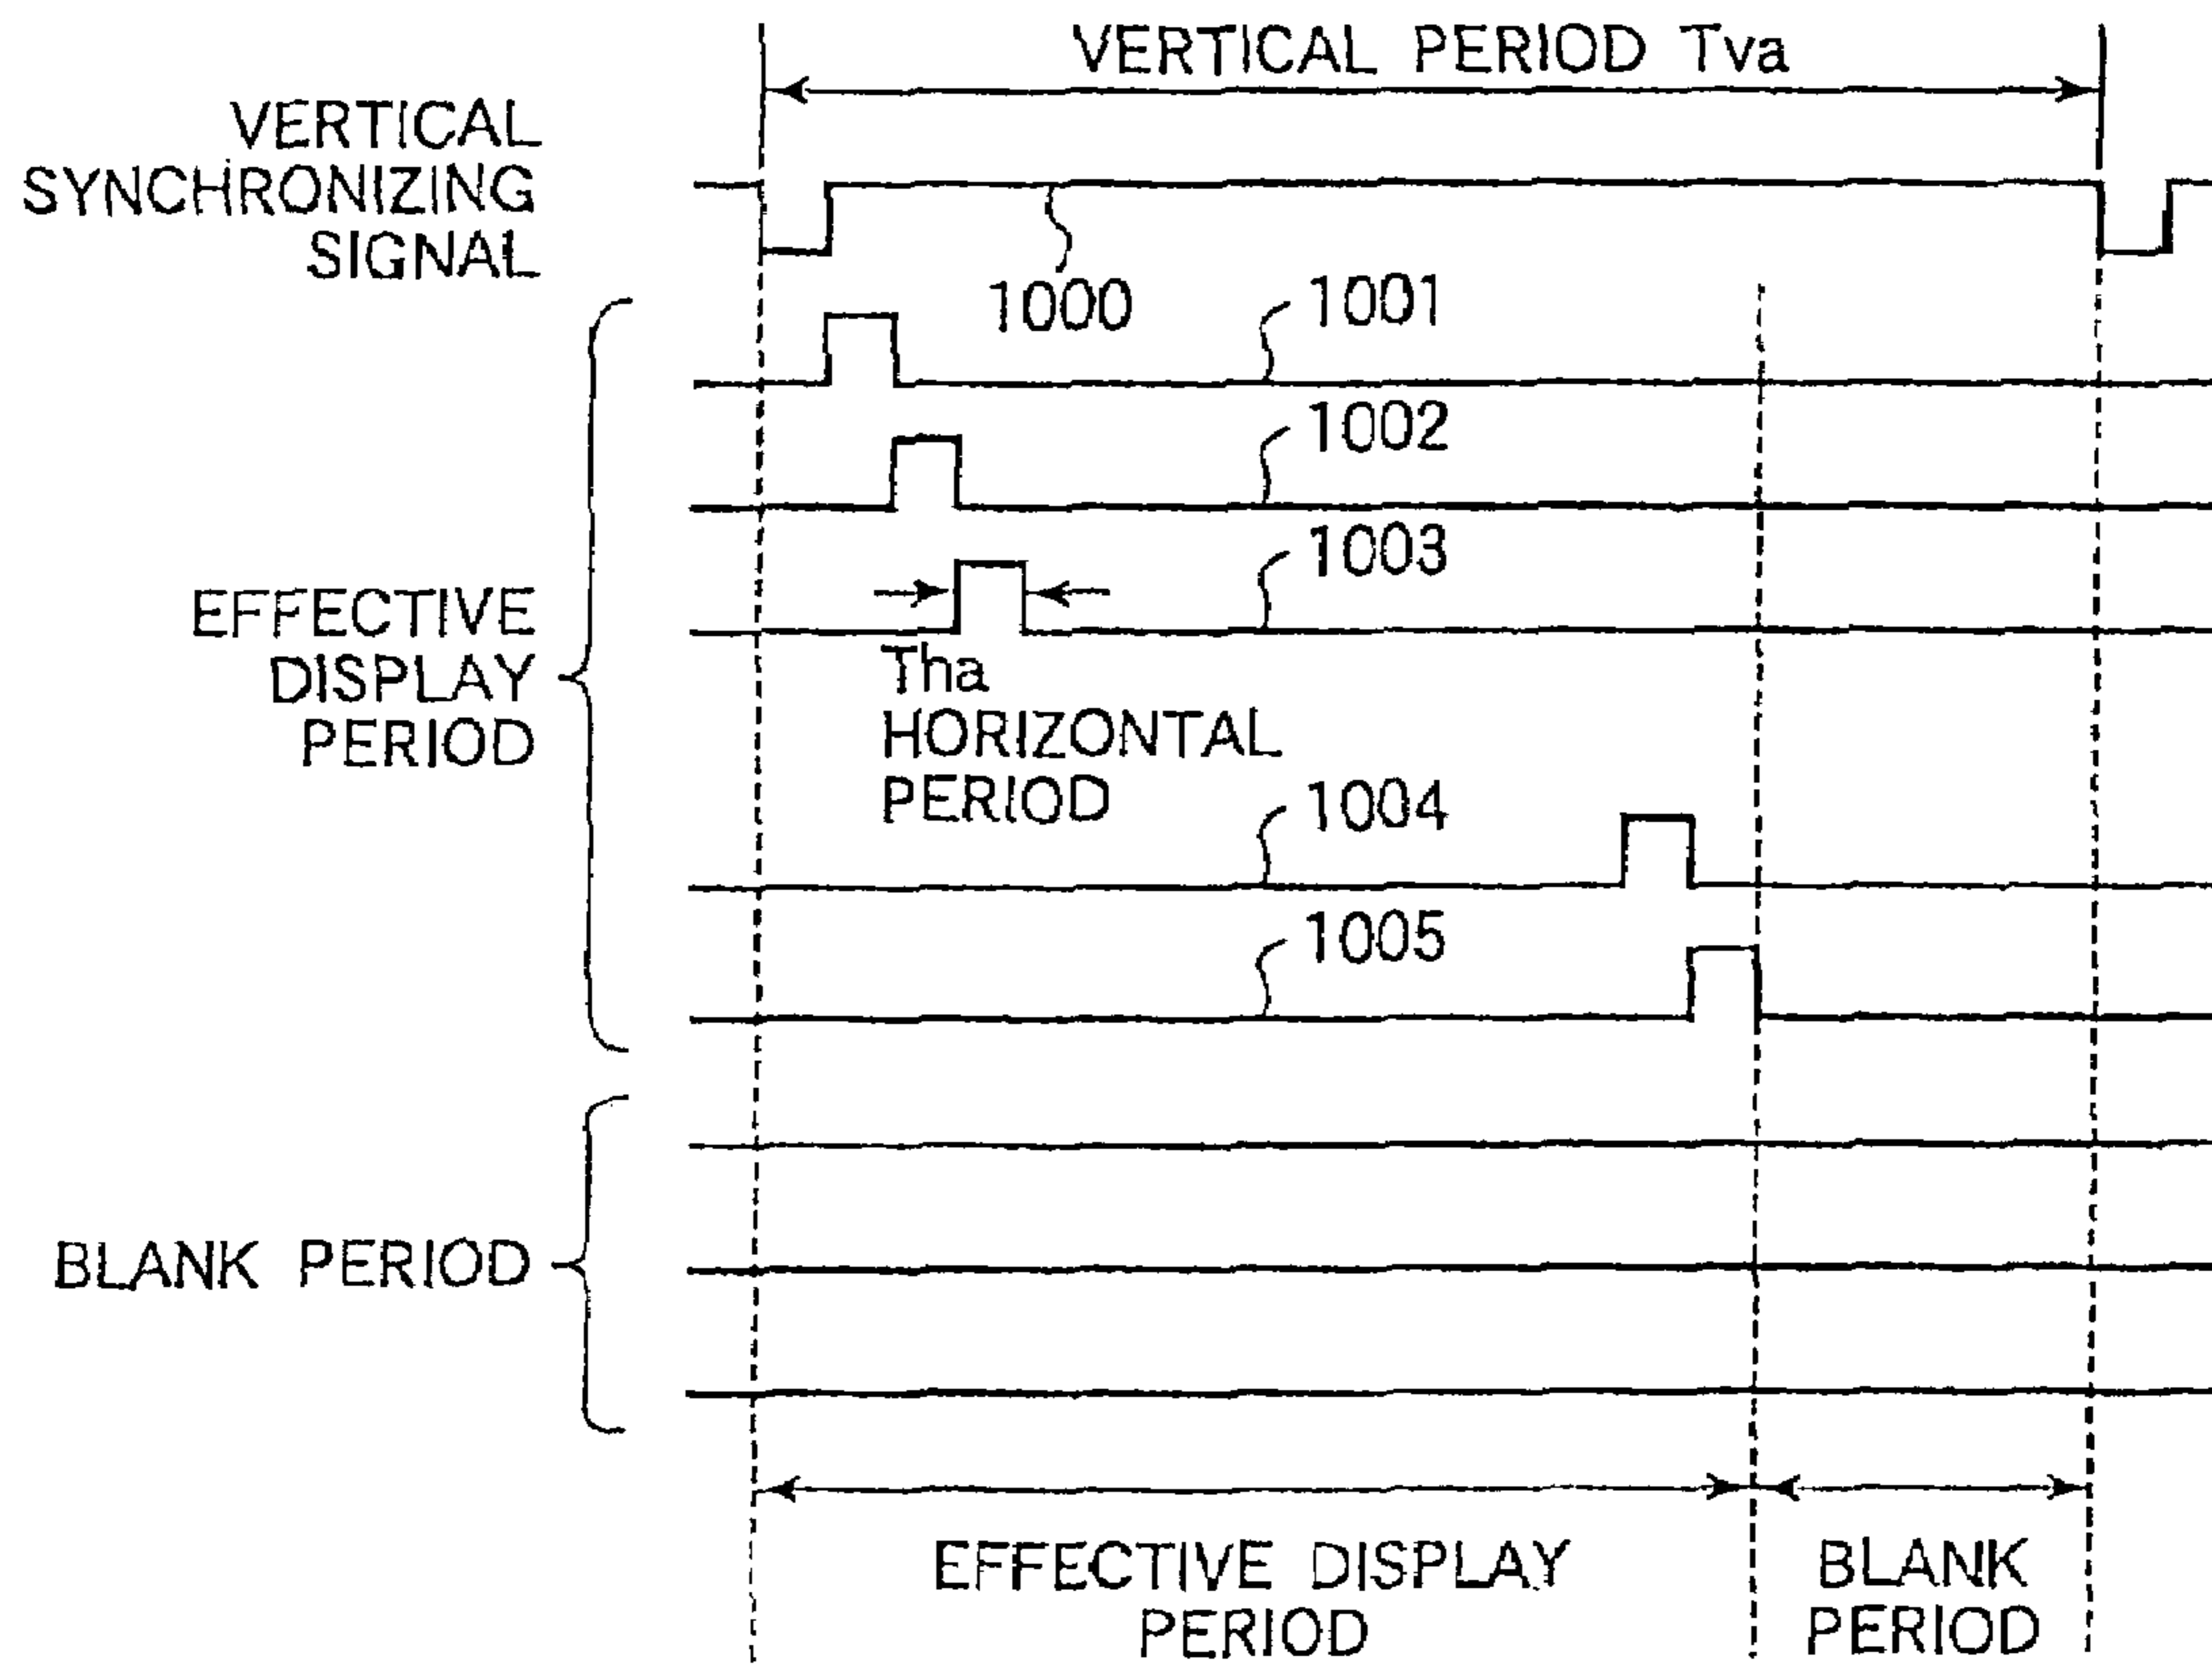 VERTICAL PERIOD Tva
VERTICAL
SYNCHRONIZING
SIGNAL
1000
1001
1002
1003
EFFECTIVE
DISPLAY
PERIOD
Tha
HORIZONTAL
PERIOD
1004
1005
BLANK PERIOD
EFFECTIVE DISPLAY
PERIOD
BLANK
PERIOD